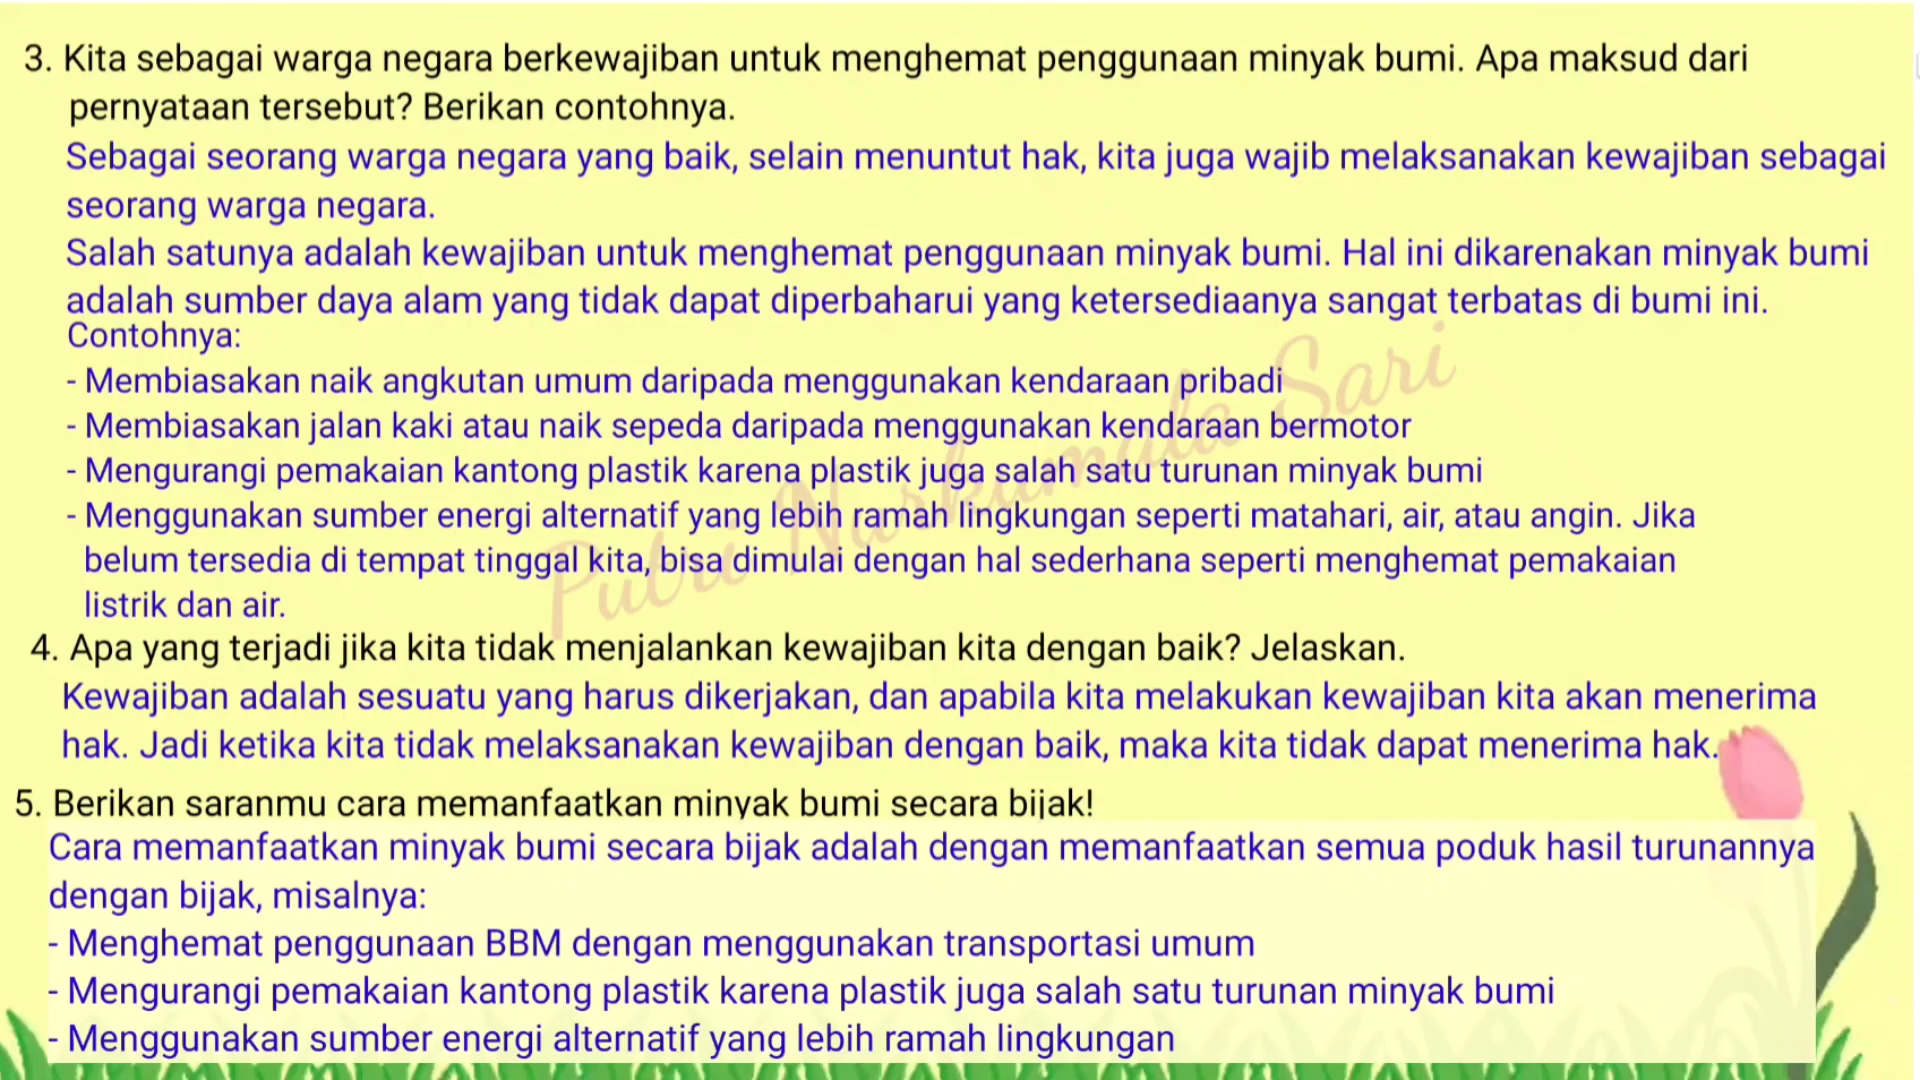 3. Kita sebagai warga negara berkewajiban untuk menghemat penggunaan minyak bumi. Apa maksud dari
pernyataan tersebut? Berikan contohnya.
Sebagai seorang warga negara yang baik, selain menuntut hak, kita juga wajib melaksanakan kewajiban sebagai
seorang warga negara.
Salah satunya adalah kewajiban untuk menghemat penggunaan minyak bumi. Hal ini dikarenakan minyak bumi
adalah sumber daya alam yang tidak dapat diperbaharui yang ketersediaanya sangat terbatas di bumi ini.
Contohnya:
- Membiasakan naik angkutan umum daripada menggunakan kendaraan pribadi
- Membiasakan jalan kaki atau naik sepeda daripada menggunakan kendaraan bermotor
- Mengurangi pemakaian kantong plastik karena plastik juga salah satu turunan minyak bumi
- Menggunakan sumber energi alternatif yang lebih ramah lingkungan seperti matahari, air, atau angin. Jika
belum tersedia di tempat tinggal kita, bisa dimulai dengan hal sederhana seperti menghemat pemakaian
listrik dan air.
Putri Nurkumala Sari
4. Apa yang terjadi jika kita tidak menjalankan kewajiban kita dengan baik? Jelaskan.
Kewajiban adalah sesuatu yang harus dikerjakan, dan apabila kita melakukan kewajiban kita akan menerima
hak. Jadi ketika kita tidak melaksanakan kewajiban dengan baik, maka kita tidak dapat menerima hak.
5. Berikan saranmu cara memanfaatkan minyak bumi secara bijak!
Cara memanfaatkan minyak bumi secara bijak adalah dengan memanfaatkan semua poduk hasil turunannya
dengan bijak, misalnya:
- Menghemat penggunaan BBM dengan menggunakan transportasi umum
- Mengurangi pemakaian kantong plastik karena plastik juga salah satu turunan minyak bumi
- Menggunakan sumber energi alternatif yang lebih ramah lingkungan